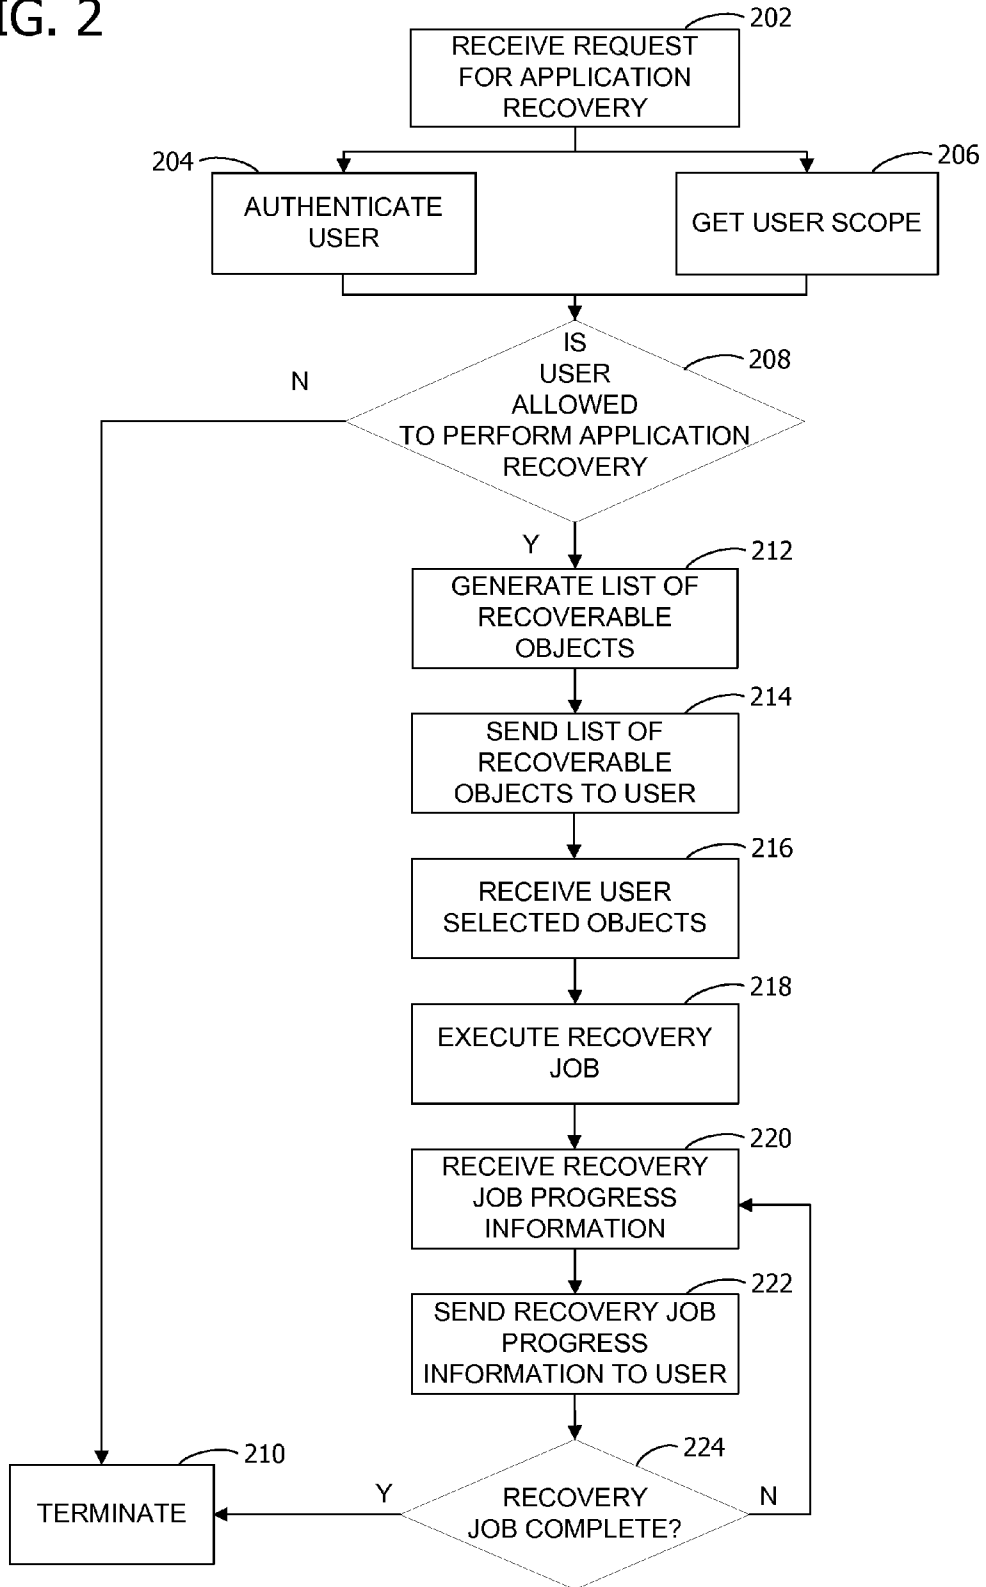 IG. 2
202
RECEIVE REQUEST
FOR APPLICATION
RECOVERY
204
AUTHENTICATE
USER
206
GET USER SCOPE
208
IS
USER
ALLOWED
TO PERFORM APPLICATION
RECOVERY
N
Y
212
GENERATE LIST OF
RECOVERABLE
OBJECTS
214
SEND LIST OF
RECOVERABLE
OBJECTS TO USER
216
RECEIVE USER
SELECTED OBJECTS
218
EXECUTE RECOVERY
JOB
220
RECEIVE RECOVERY
JOB PROGRESS
INFORMATION
222
SEND RECOVERY JOB
PROGRESS
INFORMATION TO USER
224
RECOVERY
JOB COMPLETE?
N
Y
210
TERMINATE